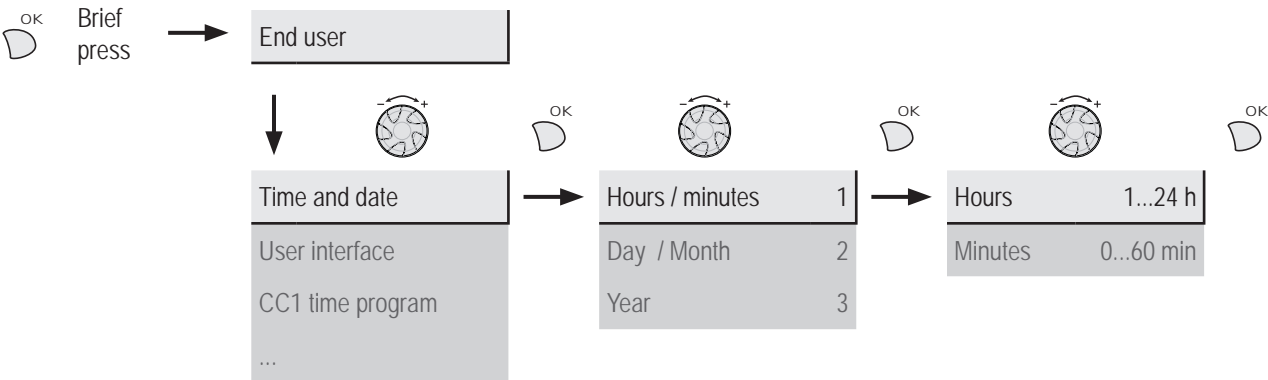 OK
Brief
press
End user
- +
OK
- +
OK
- +
OK
Time and date
Hours / minutes 1
Hours 1...24 h
User interface
Day / Month 2
Minutes 0...60 min
CC1 time program
Year 3
...